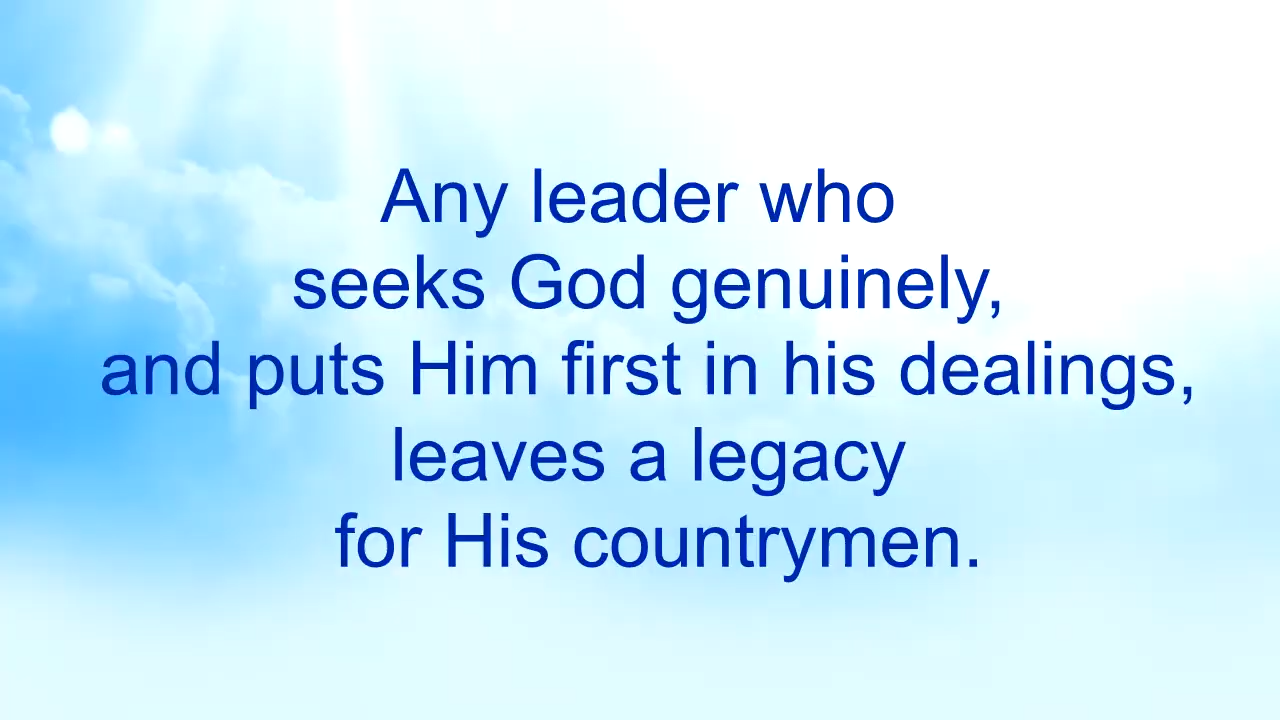 Any leader who
seeks God genuinely,
and puts Him first in his dealings,
leaves a legacy
for His countrymen.